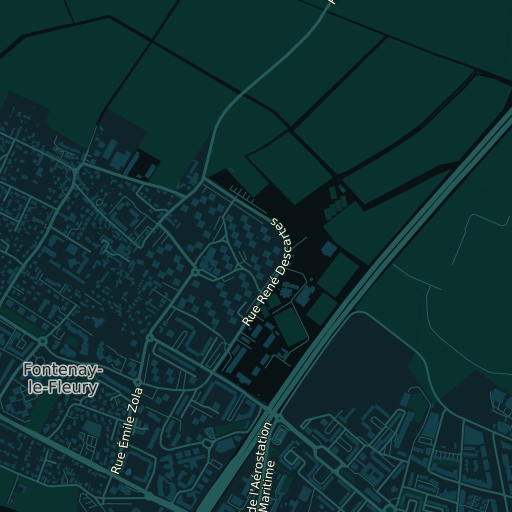 Rue René Descartes
Fontenay-
le-Fleury
Rue Émile Zola
de l'Aérostation
Maritime